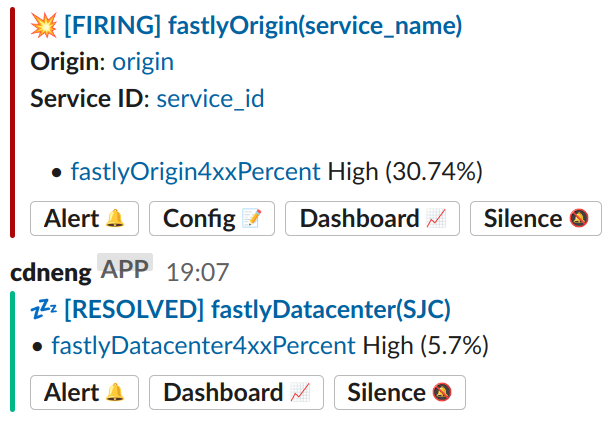 💥 [FIRING] fastlyOrigin(service_name)
Origin: origin
Service ID: service_id
• fastlyOrigin4xxPercent High (30.74%)
Alert 🔔 Config 📝 Dashboard 📈 Silence 🔕
cdneng APP 19:07
💤 [RESOLVED] fastlyDatacenter(SJC)
• fastlyDatacenter4xxPercent High (5.7%)
Alert 🔔 Dashboard 📈 Silence 🔕